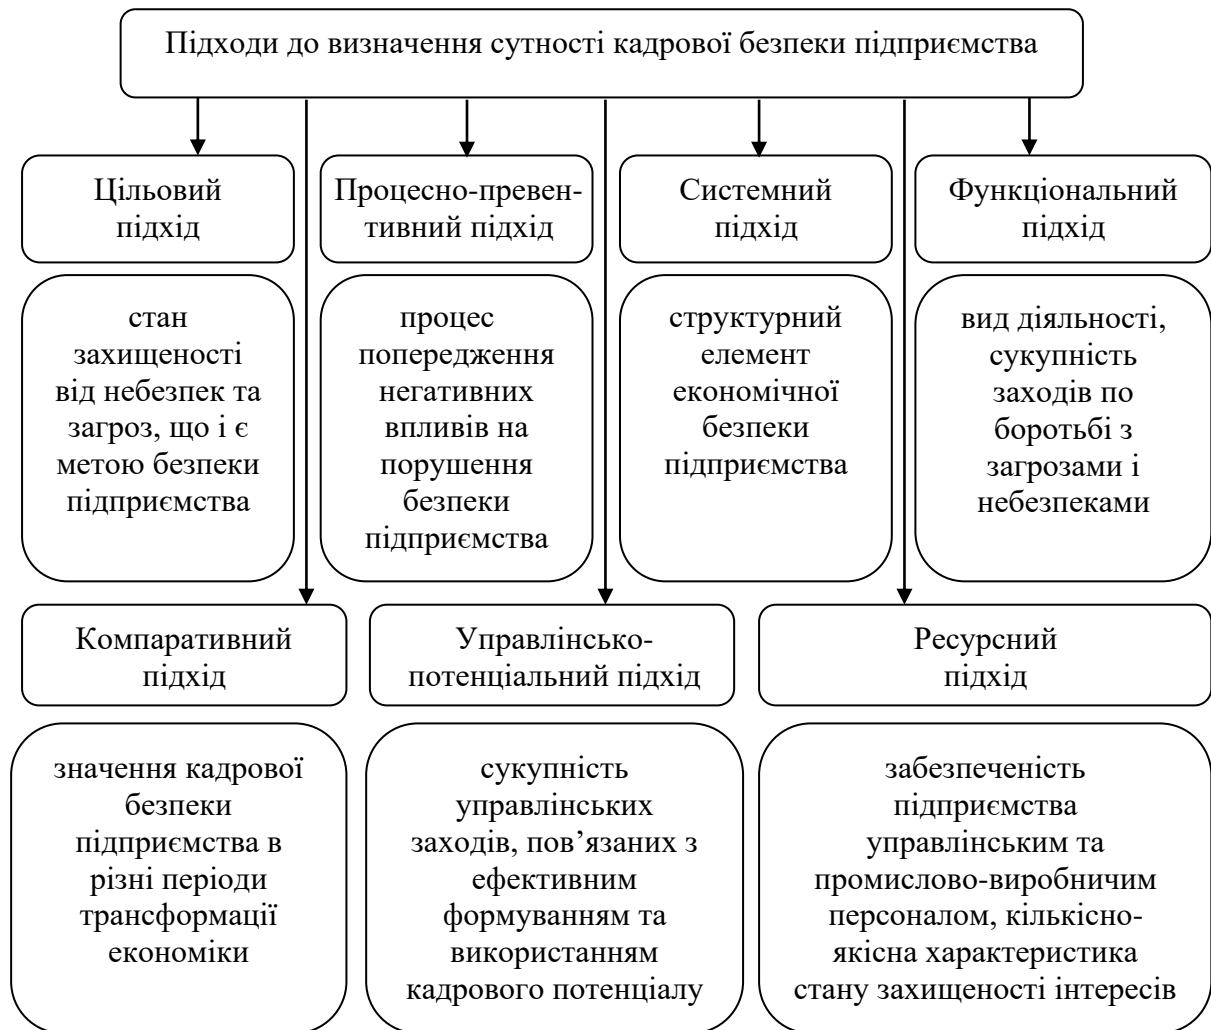 Підходи до визначення сутності кадрової безпеки підприємства
Цільовий
підхід
Процесно-превен-
тивний підхід
Системний
підхід
Функціональний
підхід
стан
захищеності
від небезпек та
загроз, що і є
метою безпеки
підприємства
процес
попередження
негативних
впливів на
порушення
безпеки
підприємства
структурний
елемент
економічної
безпеки
підприємства
вид діяльності,
сукупність
заходів по
боротьбі з
загрозами і
небезпеками
Компаративний
підхід
Управлінсько-
потенціальний підхід
Ресурсний
підхід
значення кадрової
безпеки
підприємства в
різні періоди
трансформації
економіки
сукупність
управлінських
заходів, пов’язаних з
ефективним
формуванням та
використанням
кадрового потенціалу
забезпеченість
підприємства
управлінським та
промислово-виробничим
персоналом, кількісно-
якісна характеристика
стану захищеності інтересів